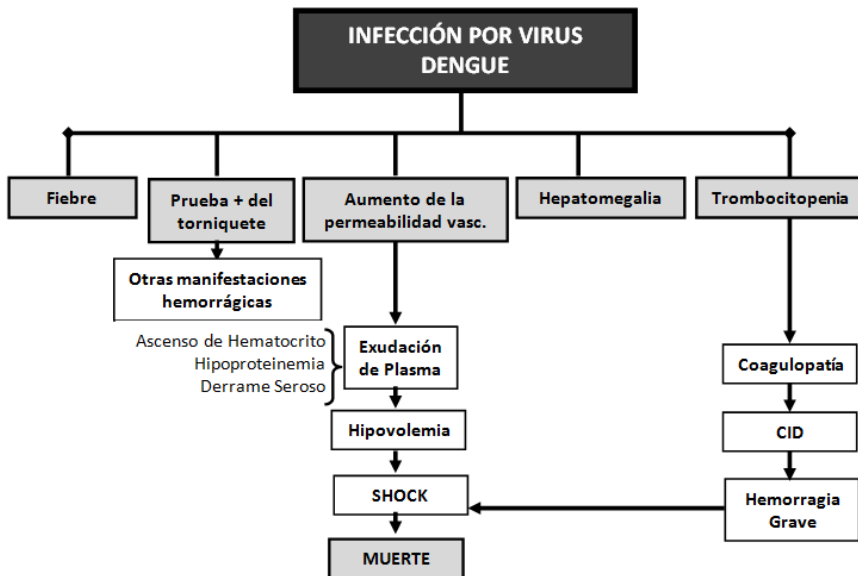 INFECCIÓN POR VIRUS
DENGUE
Fiebre
Prueba + del
torniquete
Aumento de la
permeabilidad vasc.
Hepatomegalia
Trombocitopenia
Otras manifestaciones
hemorrágicas
Ascenso de Hematocrito
Hipoproteinemia
Derrame Seroso
Exudación
de Plasma
Coagulopatía
Hipovolemia
CID
SHOCK
Hemorragia
Grave
MUERTE